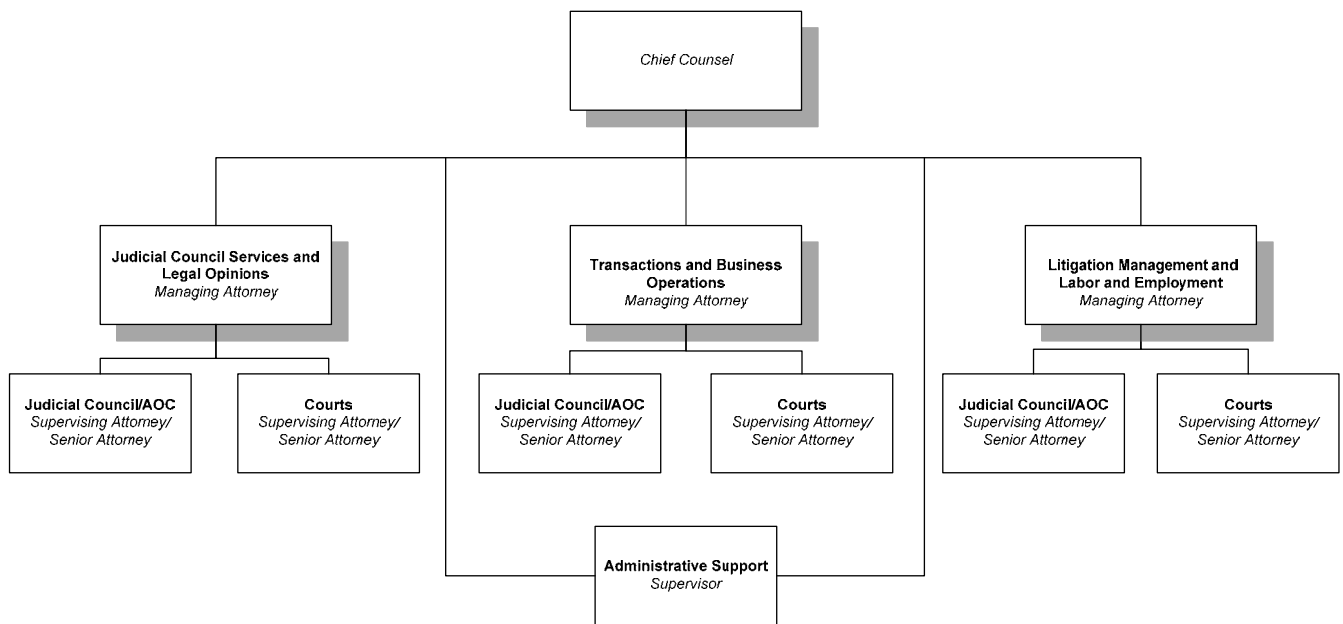 Chief Counsel
Judicial Council Services and
Legal Opinions
Managing Attorney
Transactions and Business
Operations
Managing Attorney
Litigation Management and
Labor and Employment
Managing Attorney
Judicial Council/AOC
Supervising Attorney/
Senior Attorney
Courts
Supervising Attorney/
Senior Attorney
Judicial Council/AOC
Supervising Attorney/
Senior Attorney
Courts
Supervising Attorney/
Senior Attorney
Judicial Council/AOC
Supervising Attorney/
Senior Attorney
Courts
Supervising Attorney/
Senior Attorney
Administrative Support
Supervisor